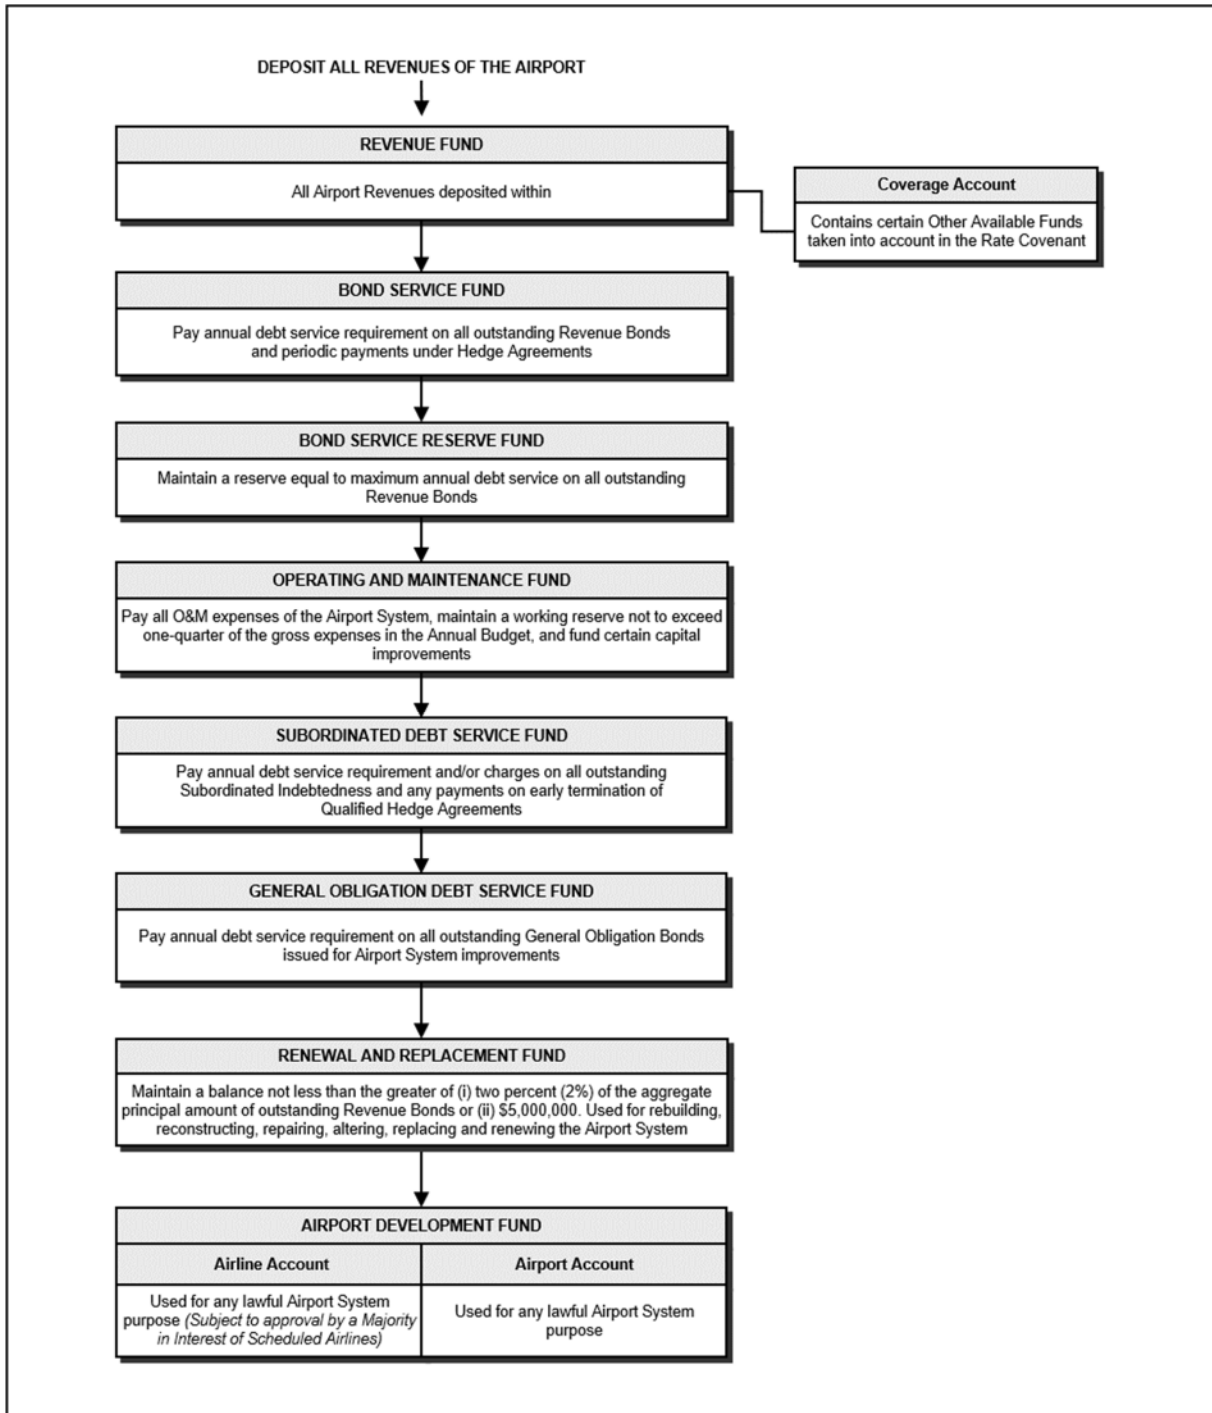 DEPOSIT ALL REVENUES OF THE AIRPORT
REVENUE FUND
All Airport Revenues deposited within
Coverage Account
Contains certain Other Available Funds
taken into account in the Rate Covenant
BOND SERVICE FUND
Pay annual debt service requirement on all outstanding Revenue Bonds
and periodic payments under Hedge Agreements
BOND SERVICE RESERVE FUND
Maintain a reserve equal to maximum annual debt service on all outstanding
Revenue Bonds
OPERATING AND MAINTENANCE FUND
Pay all O&M expenses of the Airport System, maintain a working reserve not to exceed
one-quarter of the gross expenses in the Annual Budget, and fund certain capital
improvements
SUBORDINATED DEBT SERVICE FUND
Pay annual debt service requirement and/or charges on all outstanding
Subordinated Indebtedness and any payments on early termination of
Qualified Hedge Agreements
GENERAL OBLIGATION DEBT SERVICE FUND
Pay annual debt service requirement on all outstanding General Obligation Bonds
issued for Airport System improvements
RENEWAL AND REPLACEMENT FUND
Maintain a balance not less than the greater of (i) two percent (2%) of the aggregate
principal amount of outstanding Revenue Bonds or (ii) $5,000,000. Used for rebuilding,
reconstructing, repairing, altering, replacing and renewing the Airport System
AIRPORT DEVELOPMENT FUND
Airline Account
Used for any lawful Airport System
purpose (Subject to approval by a Majority
in Interest of Scheduled Airlines)
Airport Account
Used for any lawful Airport System
purpose